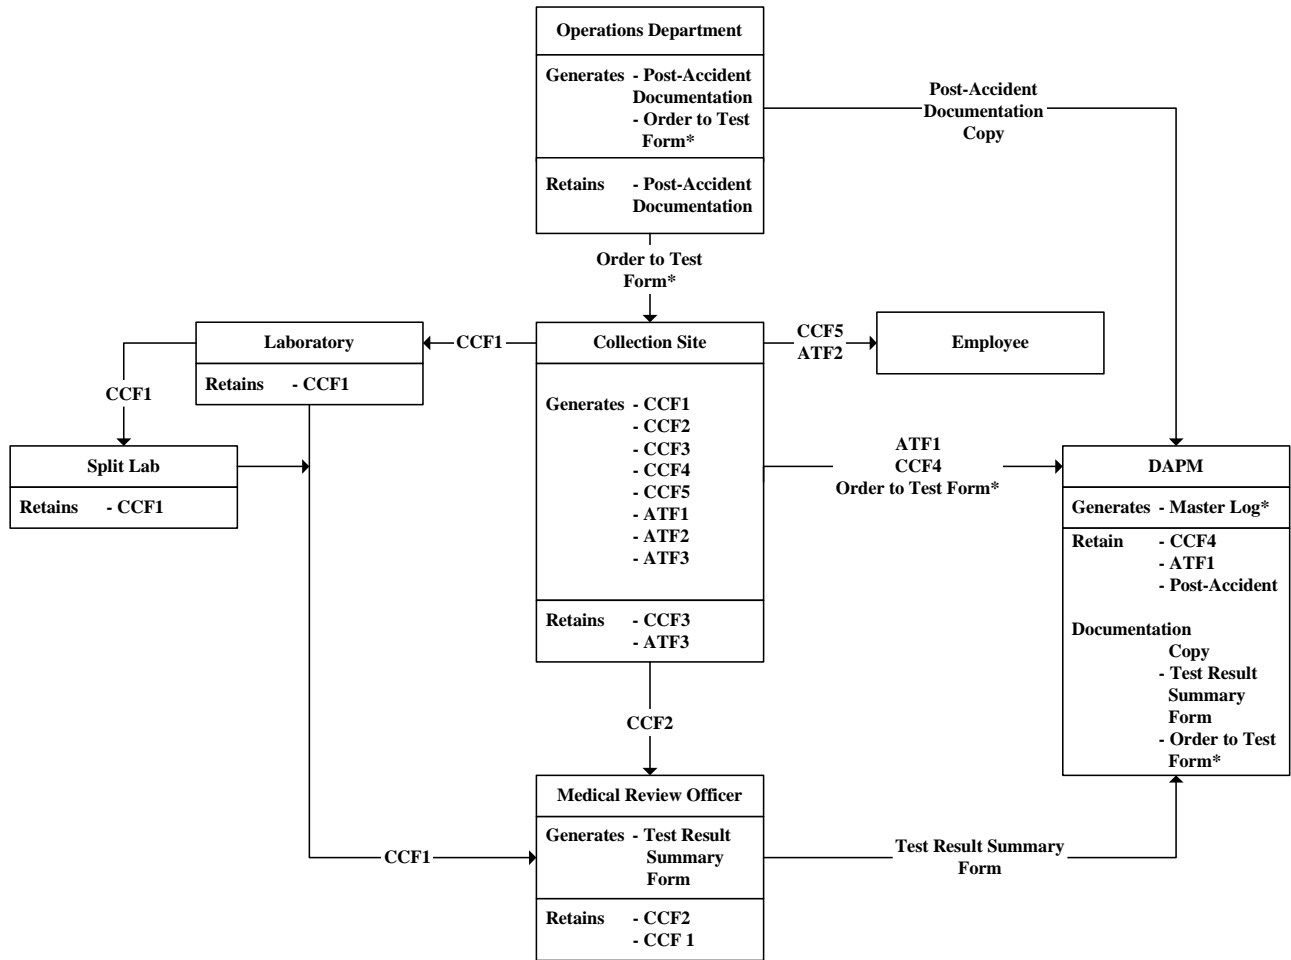 Operations Department
Generates - Post-Accident
Documentation
- Order to Test
Form*
Retains - Post-Accident
Documentation
Post-Accident
Documentation
Copy
Order to Test
Form*
Laboratory
Retains - CCF1
CCF1
Collection Site
Generates - CCF1
- CCF2
- CCF3
- CCF4
- CCF5
- ATF1
- ATF2
- ATF3
Retains - CCF3
- ATF3
CCF5
ATF2
Employee
CCF1
Split Lab
Retains - CCF1
ATF1
CCF4
Order to Test Form*
DAPM
Generates - Master Log*
Retain - CCF4
- ATF1
- Post-Accident
Documentation
Copy
- Test Result
Summary
Form
- Order to Test
Form*
CCF2
Medical Review Officer
Generates - Test Result
Summary
Form
Retains - CCF2
- CCF 1
CCF1
Test Result Summary
Form